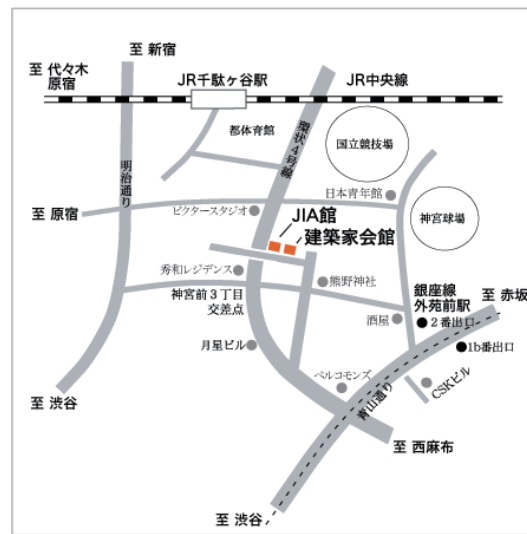 至 新宿
至 代々木
原宿
JR千駄ヶ谷駅
JR中央線
都体育館
環状4号線
国立競技場
明治通り
日本青年館
至 原宿
ビクタースタジオ
神宮球場
JIA館
建築家会館
秀和レジデンス
熊野神社
神宮前3丁目
交差点
銀座線
外苑前駅
至 赤坂
酒屋
2番出口
月星ビル
1b番出口
ベルコモンズ
CSKビル
青山通り
至 渋谷
至 西麻布
至 渋谷